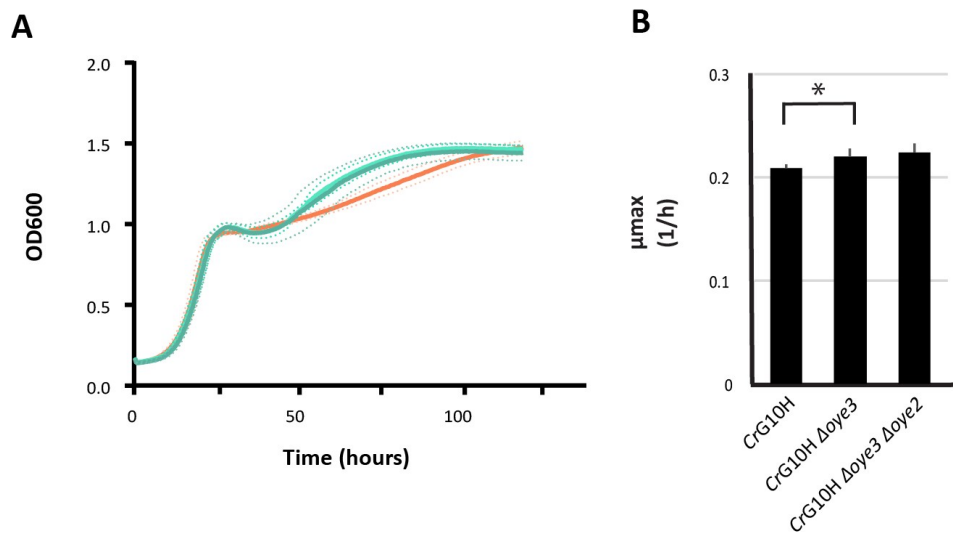 A
2.0
1.5
1.0
0.5
0.0
OD600
0
50
100
Time (hours)
B
0.3
0.2
0.1
0
µmax
(1/h)
*
CrG10H
CrG10H Δoye3
CrG10H Δoye3 Δoye2